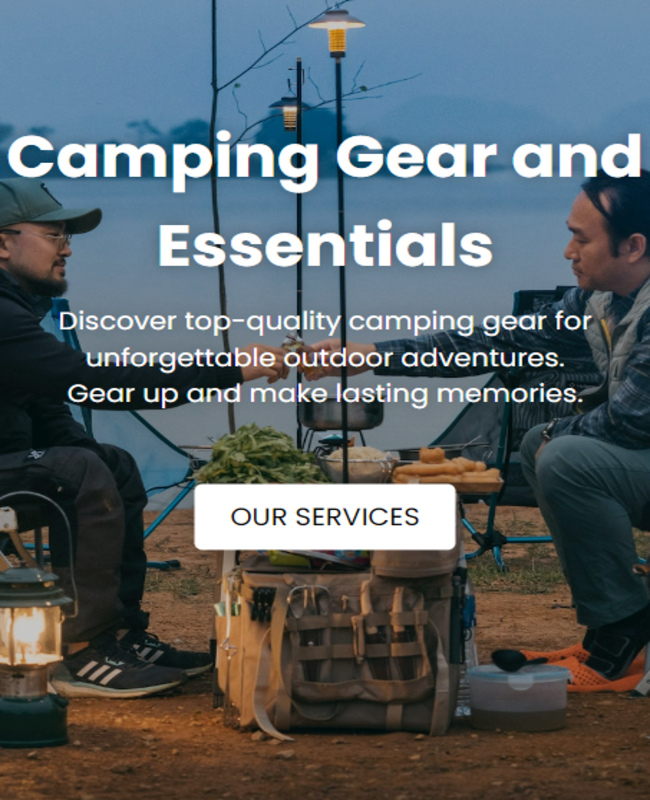 Camping Gear and
Essentials
Discover top-quality camping gear for
unforgettable outdoor adventures.
Gear up and make lasting memories.
OUR SERVICES